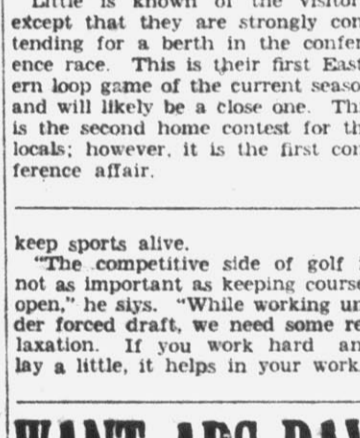 Little is known of the visitor
except that they are strongly con
tending for a berth in the confer
ence race. This is their first East
ern loop game of the current seaso
and will likely be a close one. Thi
is the second home contest for th
locals; however, it is the first con
ference affair.
keep sports alive.
"The competitive side of golf i
not as important as keeping course
open," he siys. "While working un
der forced draft, we need some re
laxation. If you work hard an
lay a little, it helps in your work.
WANT ADS PAY